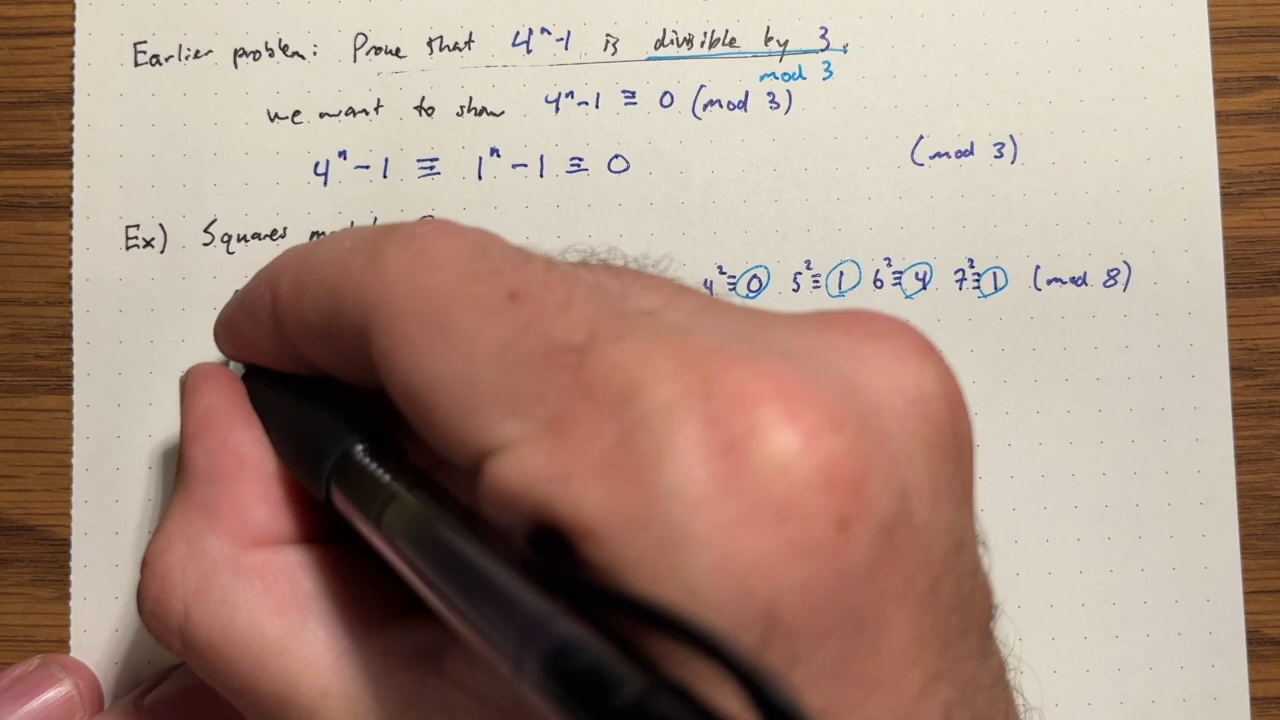 Earlier problem: Prove that 4ⁿ-1 is divisible by 3.
mod 3
we want to show 4ⁿ-1 ≡ 0 (mod 3)
4ⁿ-1 ≡ 1ⁿ-1 ≡ 0 (mod 3)
Ex) Squares
4²≡0 5²≡1 6²≡4 7²≡1 (mod 8)